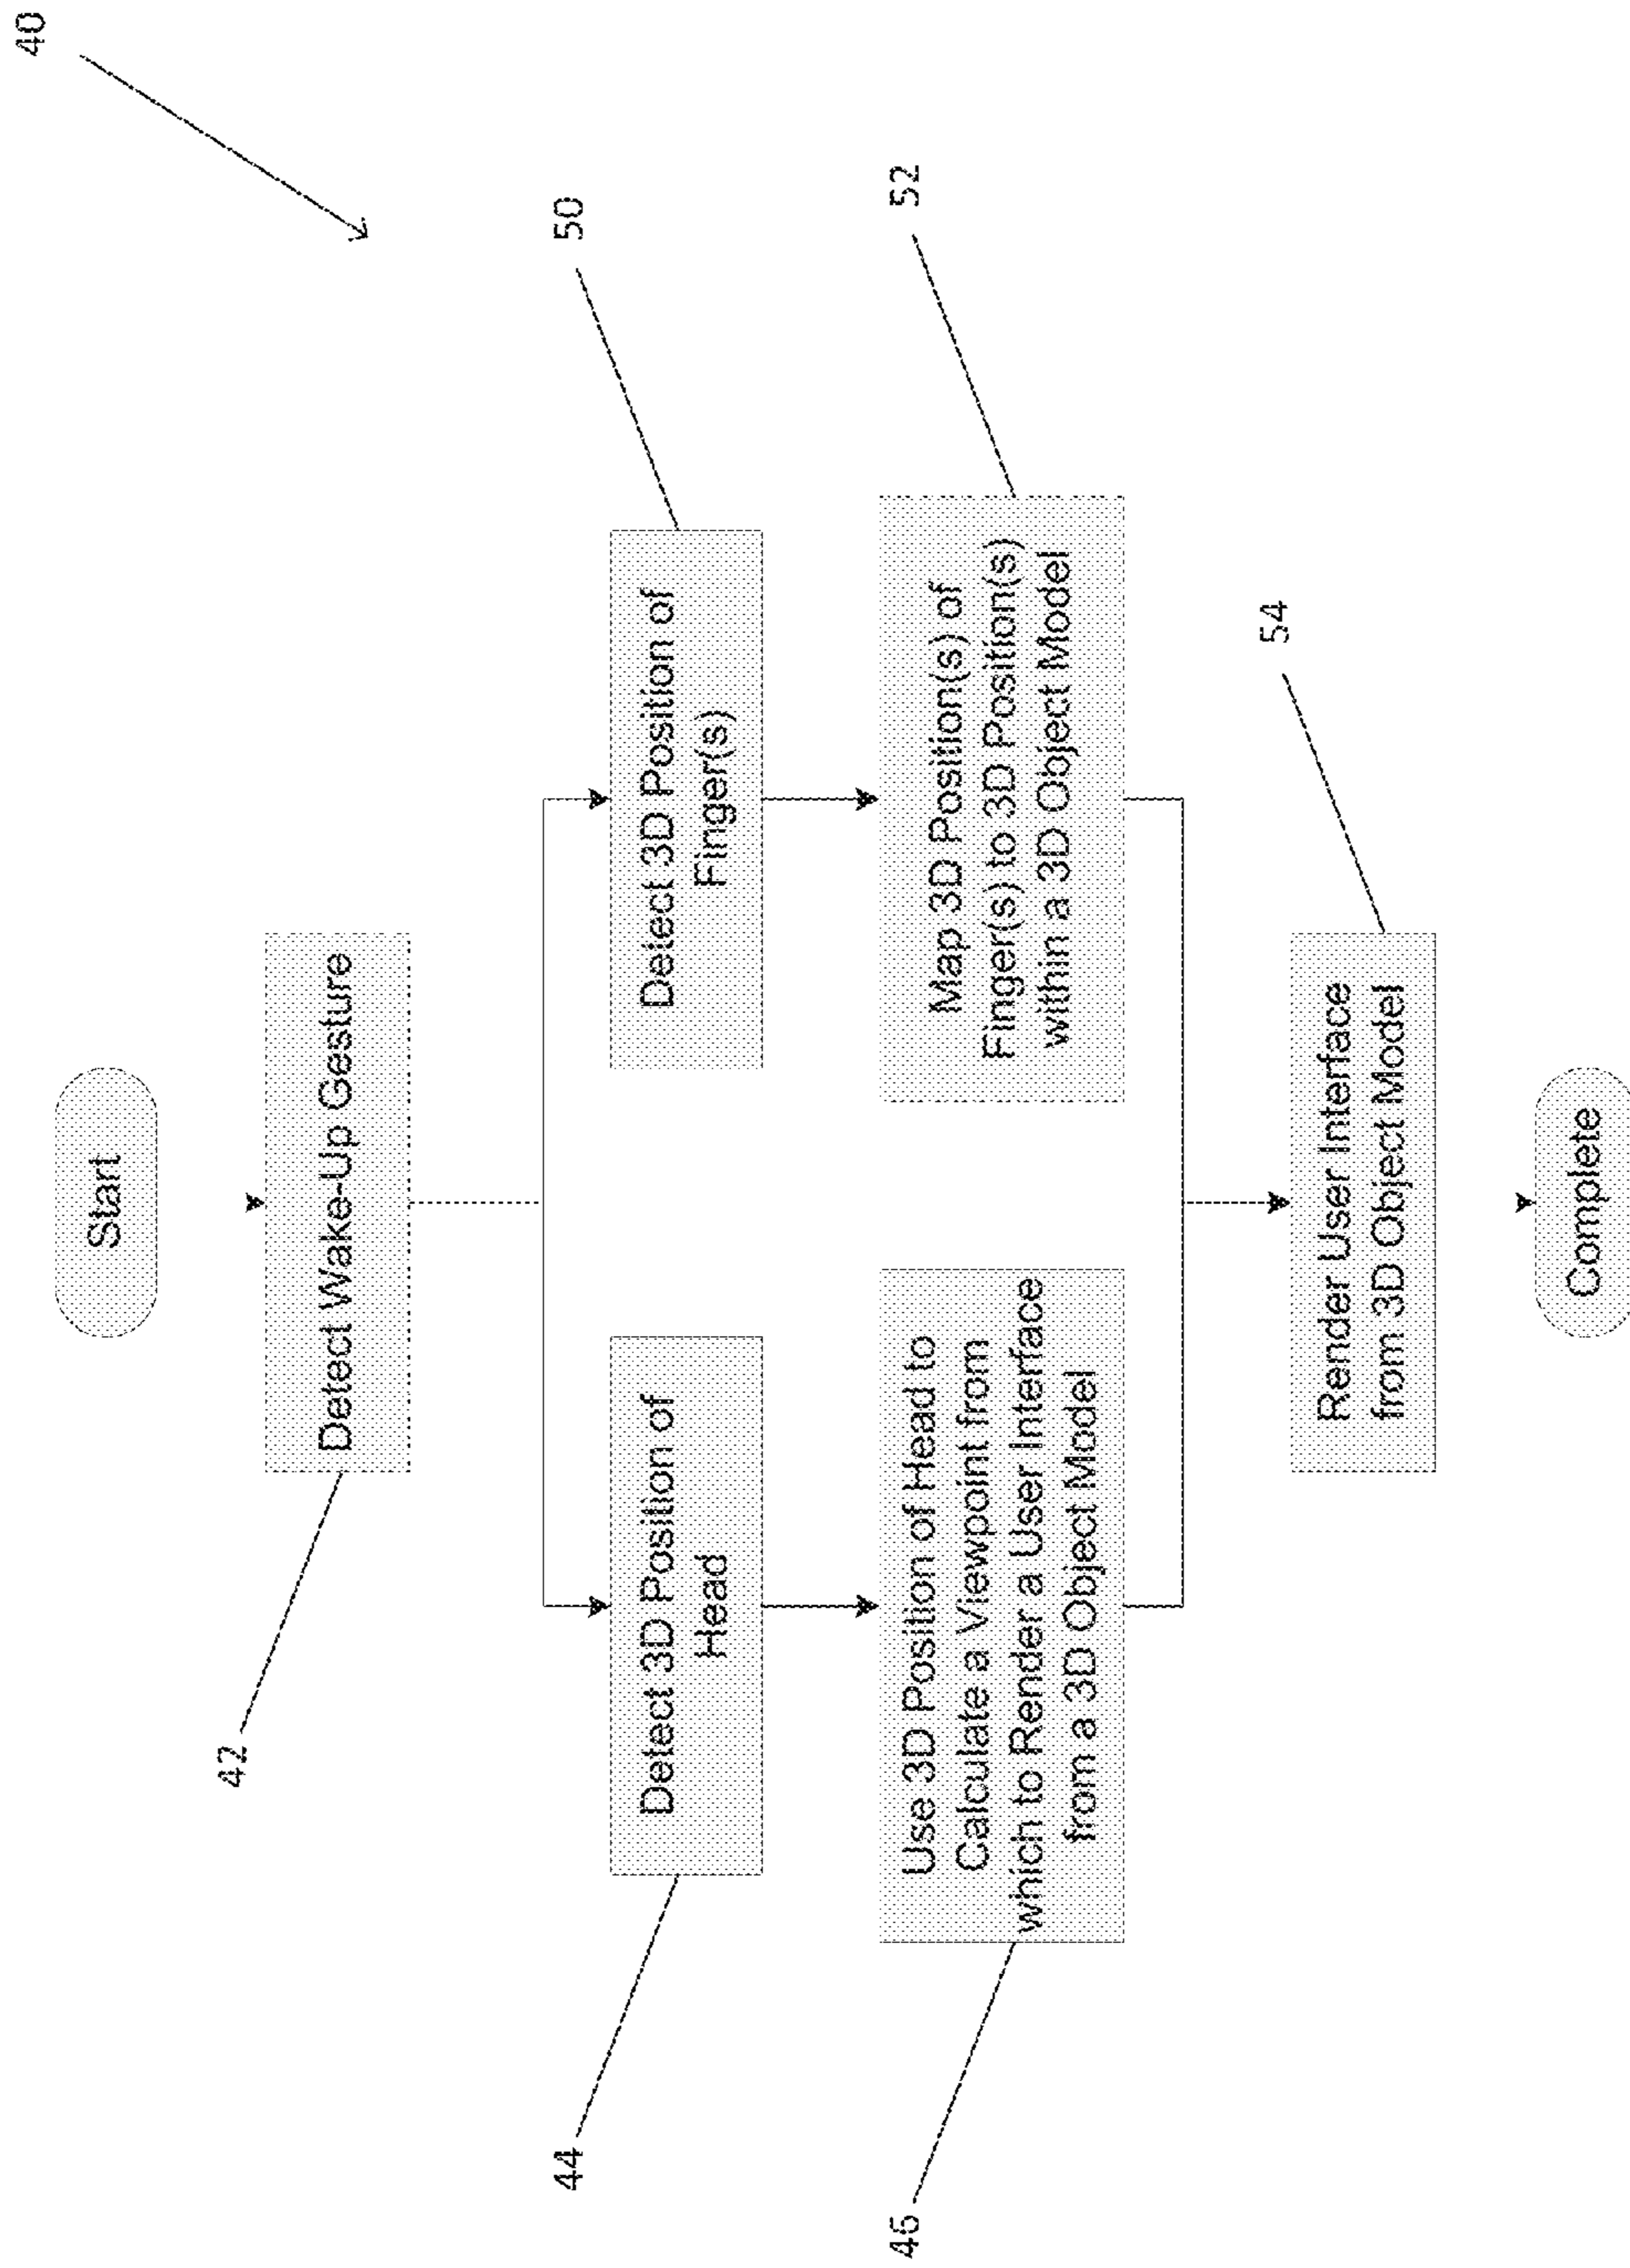 40
Start
Detect Wake-Up Gesture
42
Detect 3D Position of
Head
44
Detect 3D Position of
Finger(s)
50
Use 3D Position of Head to
Calculate a Viewpoint from
which to Render a User Interface
from a 3D Object Model
46
Map 3D Position(s) of
Finger(s) to 3D Position(s)
within a 3D Object Model
52
Render User Interface
from 3D Object Model
54
Complete